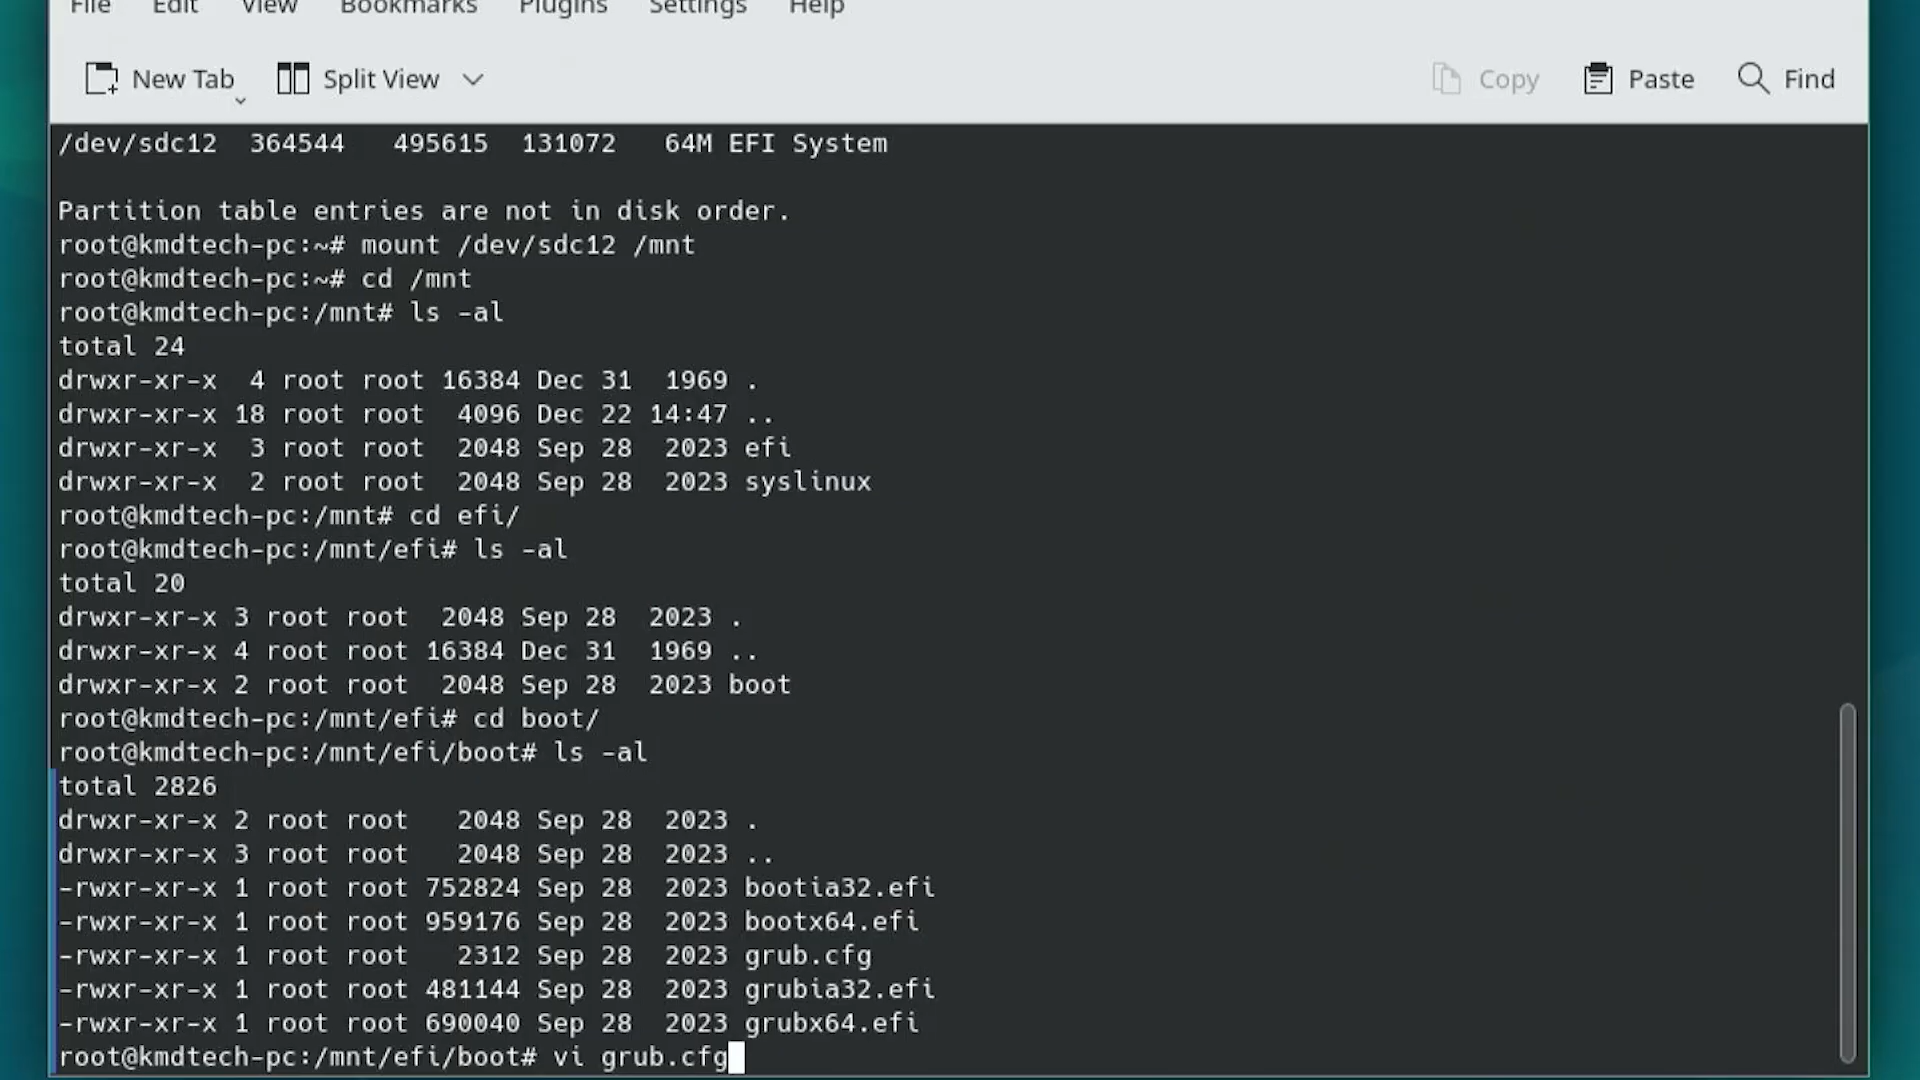 File Edit View Bookmarks Plugins Settings Help
New Tab Split View Copy Paste Find
/dev/sdc12  364544   495615  131072   64M EFI System
Partition table entries are not in disk order.
root@kmdtech-pc:~# mount /dev/sdc12 /mnt
root@kmdtech-pc:~# cd /mnt
root@kmdtech-pc:/mnt# ls -al
total 24
drwxr-xr-x  4 root root 16384 Dec 31  1969 .
drwxr-xr-x 18 root root  4096 Dec 22 14:47 ..
drwxr-xr-x  3 root root  2048 Sep 28  2023 efi
drwxr-xr-x  2 root root  2048 Sep 28  2023 syslinux
root@kmdtech-pc:/mnt# cd efi/
root@kmdtech-pc:/mnt/efi# ls -al
total 20
drwxr-xr-x 3 root root  2048 Sep 28  2023 .
drwxr-xr-x 4 root root 16384 Dec 31  1969 ..
drwxr-xr-x 2 root root  2048 Sep 28  2023 boot
root@kmdtech-pc:/mnt/efi# cd boot/
root@kmdtech-pc:/mnt/efi/boot# ls -al
total 2826
drwxr-xr-x 2 root root   2048 Sep 28  2023 .
drwxr-xr-x 3 root root   2048 Sep 28  2023 ..
-rwxr-xr-x 1 root root 752824 Sep 28  2023 bootia32.efi
-rwxr-xr-x 1 root root 959176 Sep 28  2023 bootx64.efi
-rwxr-xr-x 1 root root   2312 Sep 28  2023 grub.cfg
-rwxr-xr-x 1 root root 481144 Sep 28  2023 grubia32.efi
-rwxr-xr-x 1 root root 690040 Sep 28  2023 grubx64.efi
root@kmdtech-pc:/mnt/efi/boot# vi grub.cfg